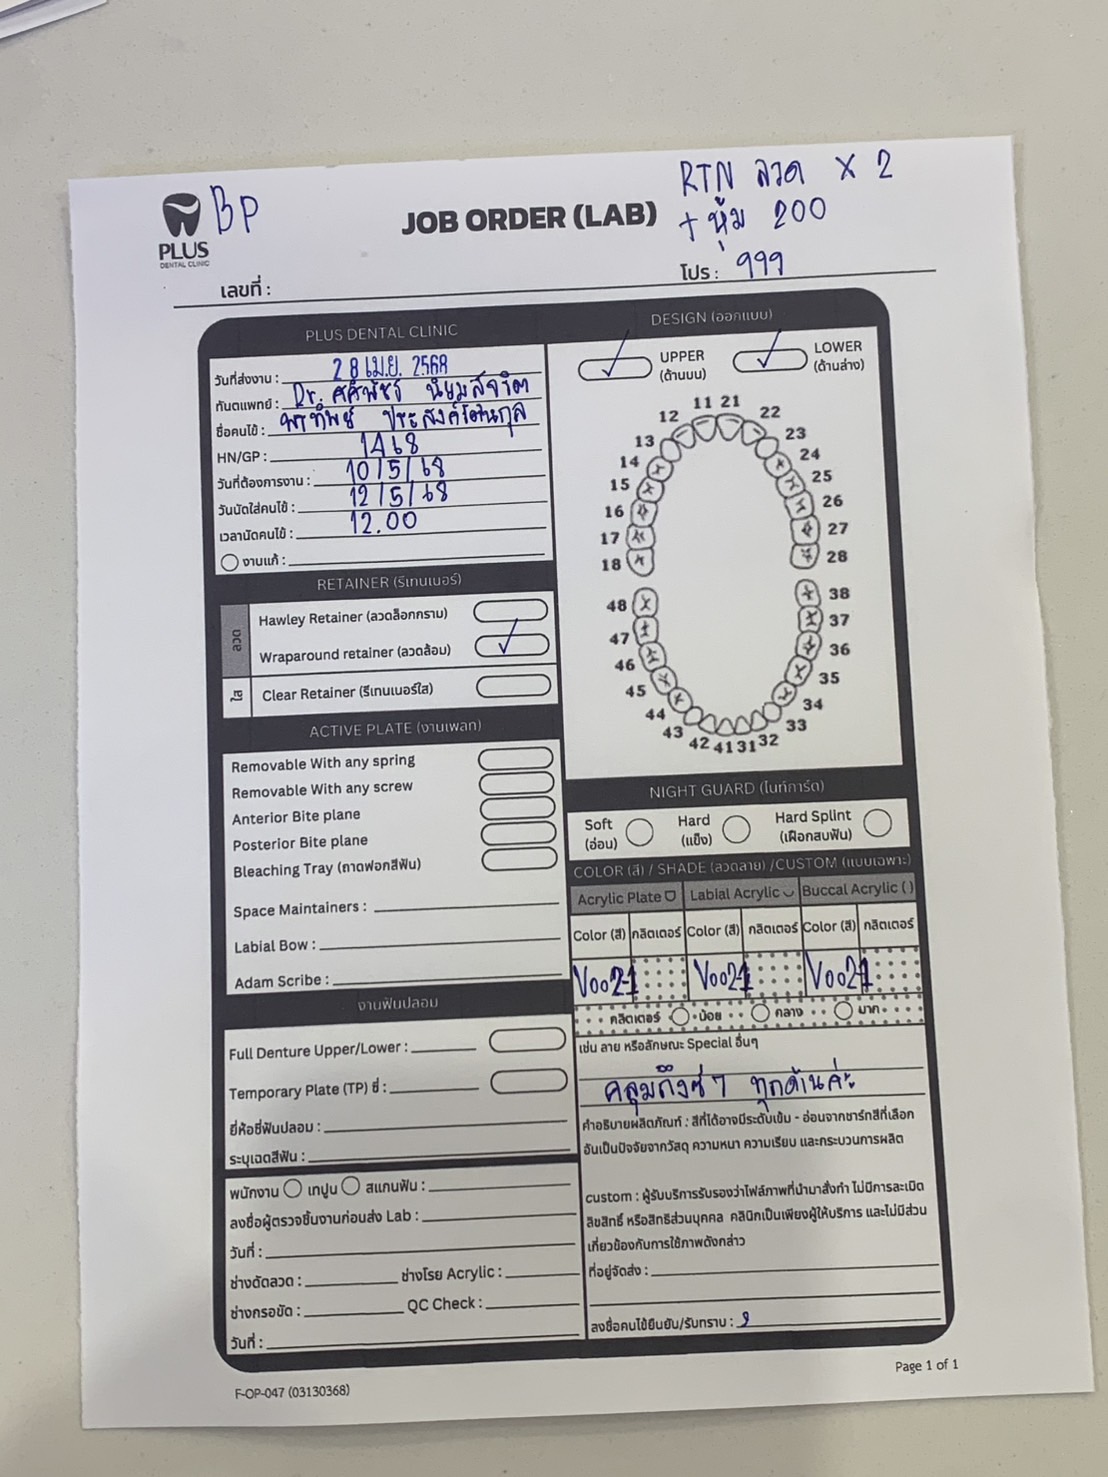 BP
PLUS
DENTAL CLINIC
JOB ORDER (LAB)
RTN ลวด X 2
+ หุ้ม 200
เลขที่ :
โปร : 999
PLUS DENTAL CLINIC
วันที่ส่งงาน : 28 เม.ย. 2568
ทันตแพทย์ : Dr.
ชื่อคนไข้ :
HN/GP : 1468
วันที่ต้องการงาน : 10/5/68
วันนัดใส่คนไข้ : 12/5/68
เวลานัดคนไข้ : 12.00
งานแก้ :
RETAINER (รีเทนเนอร์)
ลวด
Hawley Retainer (ลวดล็อกกราม)
Wraparound retainer (ลวดล้อม)
ใส
Clear Retainer (รีเทนเนอร์ใส)
ACTIVE PLATE (งานเพลท)
Removable With any spring
Removable With any screw
Anterior Bite plane
Posterior Bite plane
Bleaching Tray (ถาดฟอกสีฟัน)
Space Maintainers :
Labial Bow :
Adam Scribe :
งานฟันปลอม
Full Denture Upper/Lower :
Temporary Plate (TP) ซี่ :
ยี่ห้อซี่ฟันปลอม :
ระบุเฉดสีฟัน :
พนักงาน เทปูน สแกนฟัน :
ลงชื่อผู้ตรวจชิ้นงานก่อนส่ง Lab :
วันที่ :
ช่างดัดลวด : ช่างโรย Acrylic :
ช่างกรอขัด : QC Check :
วันที่ :
DESIGN (ออกแบบ)
UPPER
(ด้านบน)
LOWER
(ด้านล่าง)
11 21
12 22
13 23
14 24
15 25
16 26
17 27
18 28
48 38
47 37
46 36
45 35
44 34
43 33
42 41 31 32
NIGHT GUARD (ไนท์การ์ด)
Soft
(อ่อน)
Hard
(แข็ง)
Hard Splint
(เฝือกสบฟัน)
COLOR (สี) / SHADE (ลวดลาย) /CUSTOM (แบบเฉพาะ)
Acrylic Plate Labial Acrylic Buccal Acrylic ( )
Color (สี) กลิตเตอร์ Color (สี) กลิตเตอร์ Color (สี) กลิตเตอร์
V002-1 V002-1 V002-1
กลิตเตอร์ น้อย กลาง มาก
เช่น ลาย หรือลักษณะ Special อื่นๆ
คลุมถึงซี่ 7 ทุกด้านค่ะ
คำอธิบายผลิตภัณฑ์ : สีที่ได้อาจมีระดับเข้ม - อ่อนจากชาร์ทสีที่เลือก
อันเป็นปัจจัยจากวัสดุ ความหนา ความเรียบ และกระบวนการผลิต
custom : ผู้รับบริการรับรองว่าไฟล์ภาพที่นำมาสั่งทำ ไม่มีการละเมิด
ลิขสิทธิ์ หรือสิทธิส่วนบุคคล คลินิกเป็นเพียงผู้ให้บริการ และไม่มีส่วน
เกี่ยวข้องกับการใช้ภาพดังกล่าว
ที่อยู่จัดส่ง :
ลงชื่อคนไข้ยืนยัน/รับทราบ :
F-OP-047 (03130368)
Page 1 of 1